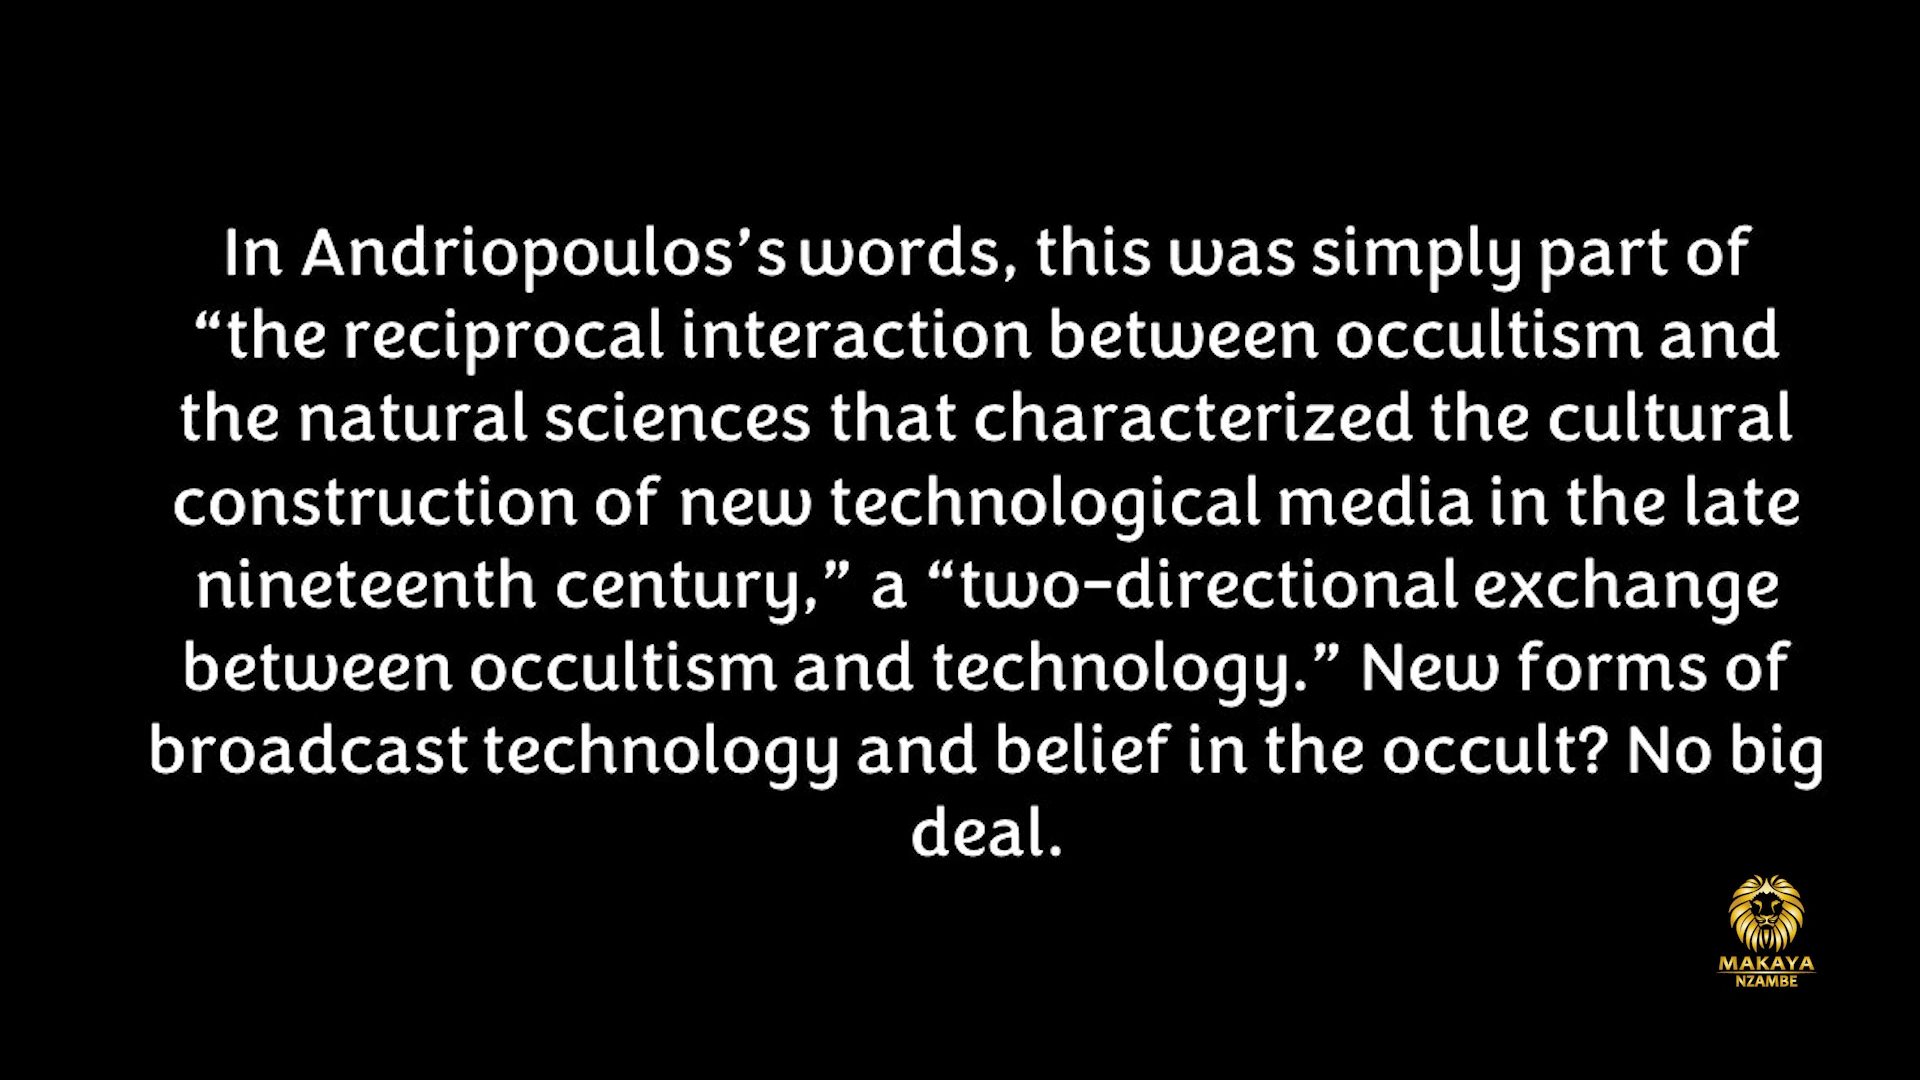 In Andriopoulos’s words, this was simply part of
“the reciprocal interaction between occultism and
the natural sciences that characterized the cultural
construction of new technological media in the late
nineteenth century,” a “two-directional exchange
between occultism and technology.” New forms of
broadcast technology and belief in the occult? No big
deal.
MAKAYA
NZAMBE